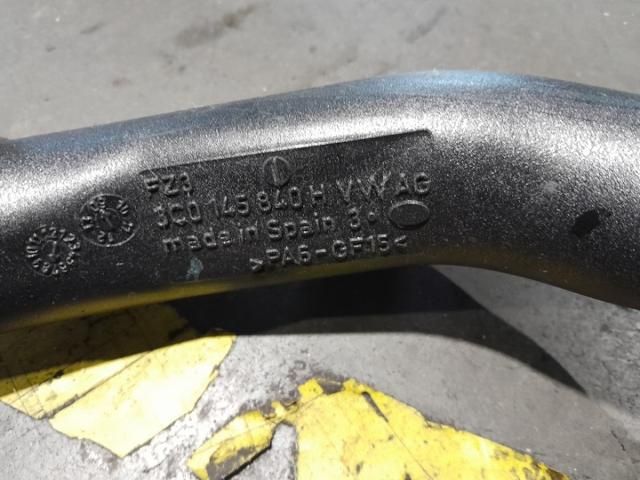 FZ3
3C0 145 840 H VW AG
made in Spain 3
>PA6-GF15<